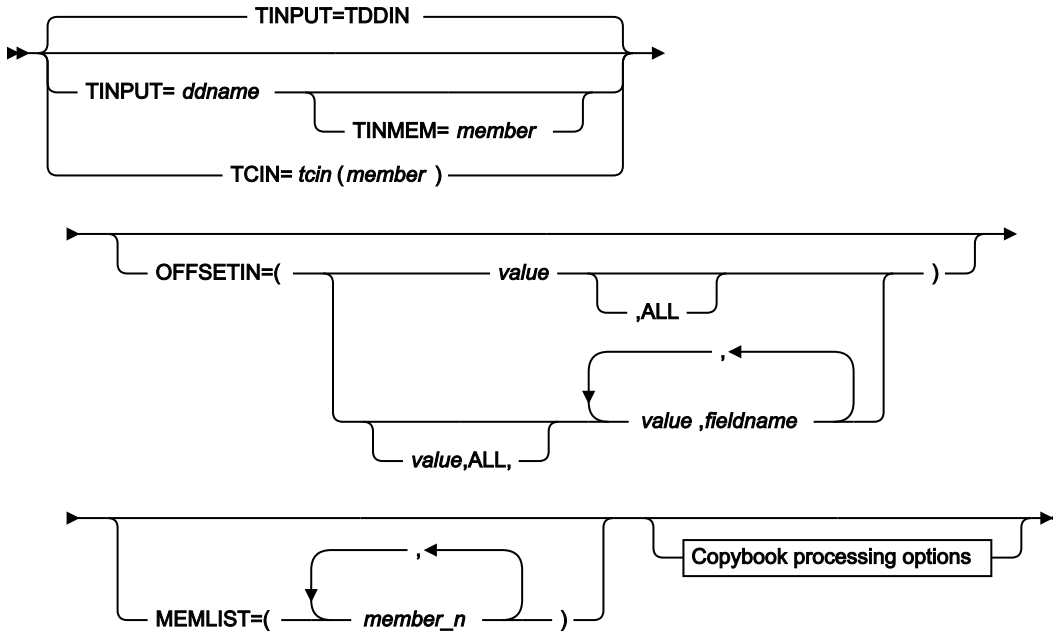 TINPUT=TDDIN
TINPUT= ddname
TINMEM= member
TCIN= tcin (member )
OFFSETIN=( value )
,ALL
,
value ,fieldname
value,ALL,
,
Copybook processing options
MEMLIST=( member_n )